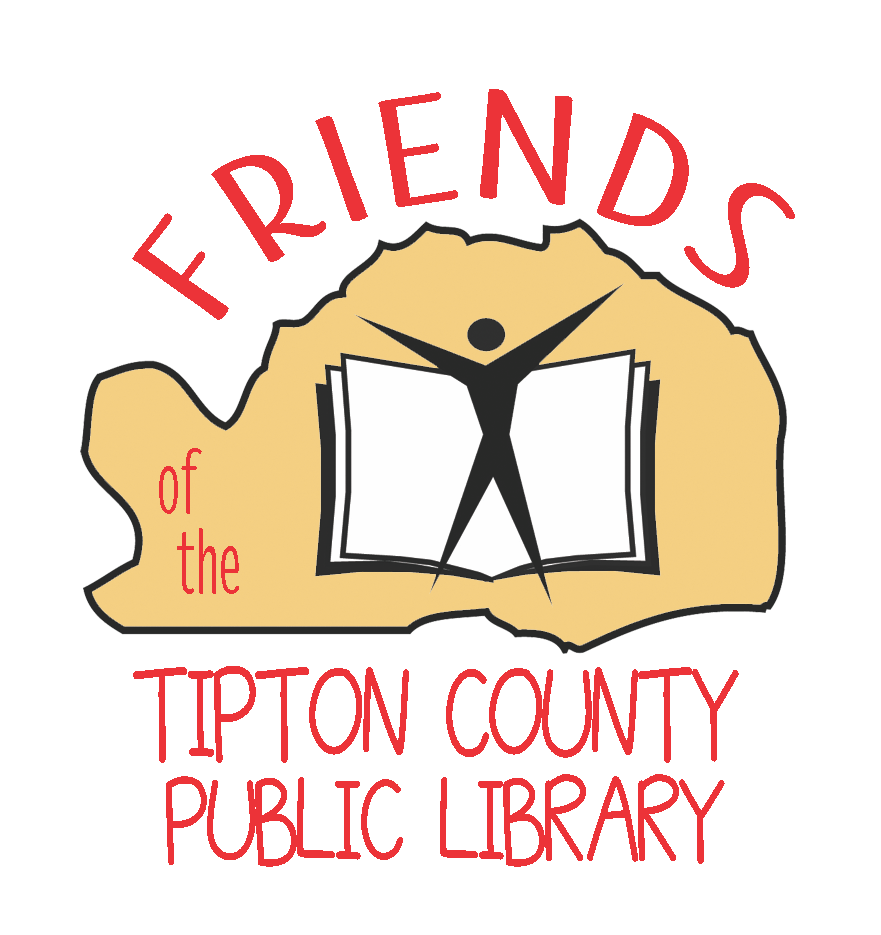 FRIENDS
of
the
TIPTON COUNTY
PUBLIC LIBRARY